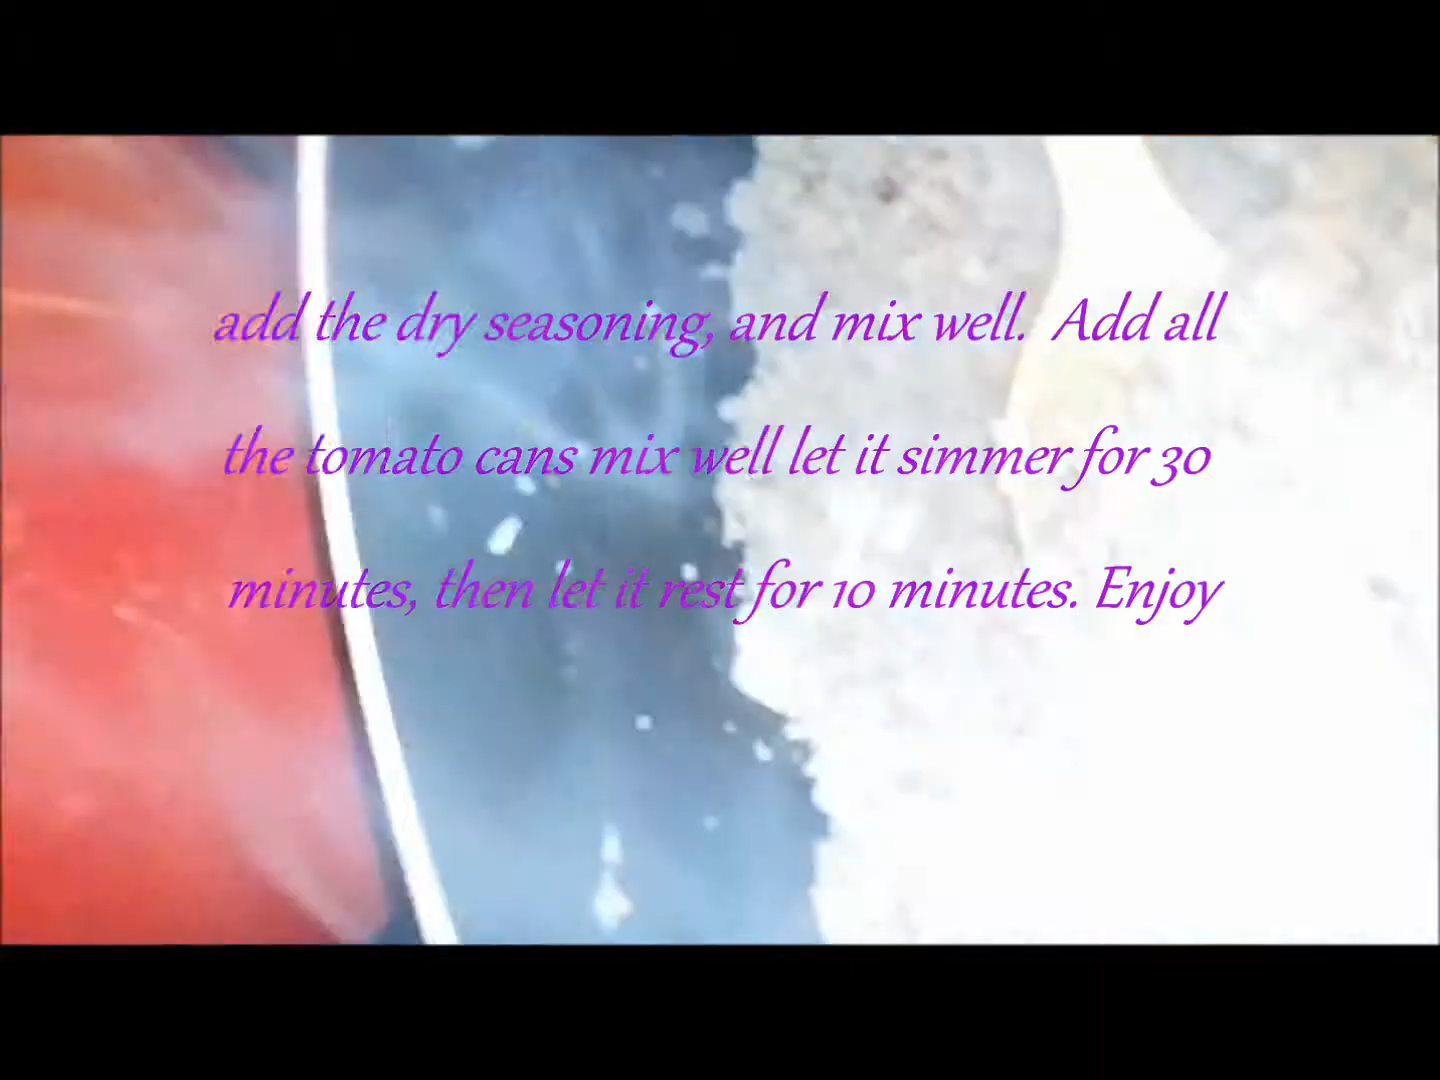 add the dry seasoning, and mix well.  Add all
the tomato cans mix well let it simmer for 30
minutes, then let it rest for 10 minutes. Enjoy